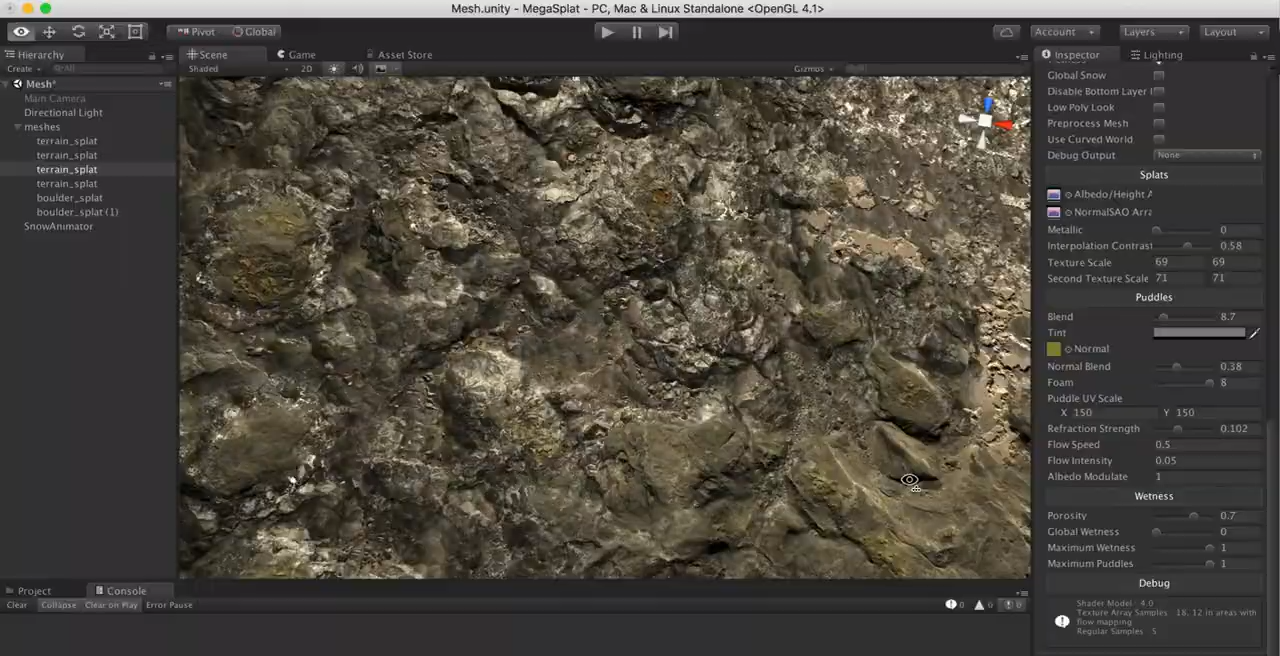 Mesh.unity - MegaSplat - PC, Mac & Linux Standalone <OpenGL 4.1>
Pivot Global
Account Layers Layout
Hierarchy
Create All
Mesh*
Main Camera
Directional Light
meshes
terrain_splat
terrain_splat
terrain_splat
terrain_splat
boulder_splat
boulder_splat (1)
SnowAnimator
Scene Game Asset Store
Shaded 2D Gizmos
Inspector Lighting
Global Snow
Disable Bottom Layer
Low Poly Look
Preprocess Mesh
Use Curved World
Debug Output None
Splats
Albedo/Height A
NormalSAO Arra
Metallic 0
Interpolation Contrast 0.58
Texture Scale 69 69
Second Texture Scale 71 71
Puddles
Blend 8.7
Tint
Normal
Normal Blend 0.38
Foam 8
Puddle UV Scale
X 150 Y 150
Refraction Strength 0.102
Flow Speed 0.5
Flow Intensity 0.05
Albedo Modulate 1
Wetness
Porosity 0.7
Global Wetness 0
Maximum Wetness 1
Maximum Puddles 1
Debug
Shader Model 4.0
Texture Array Samples 18, 12 in areas with
flow mapping
Regular Samples 5
Project Console
Clear Collapse Clear on Play Error Pause
0 0 0